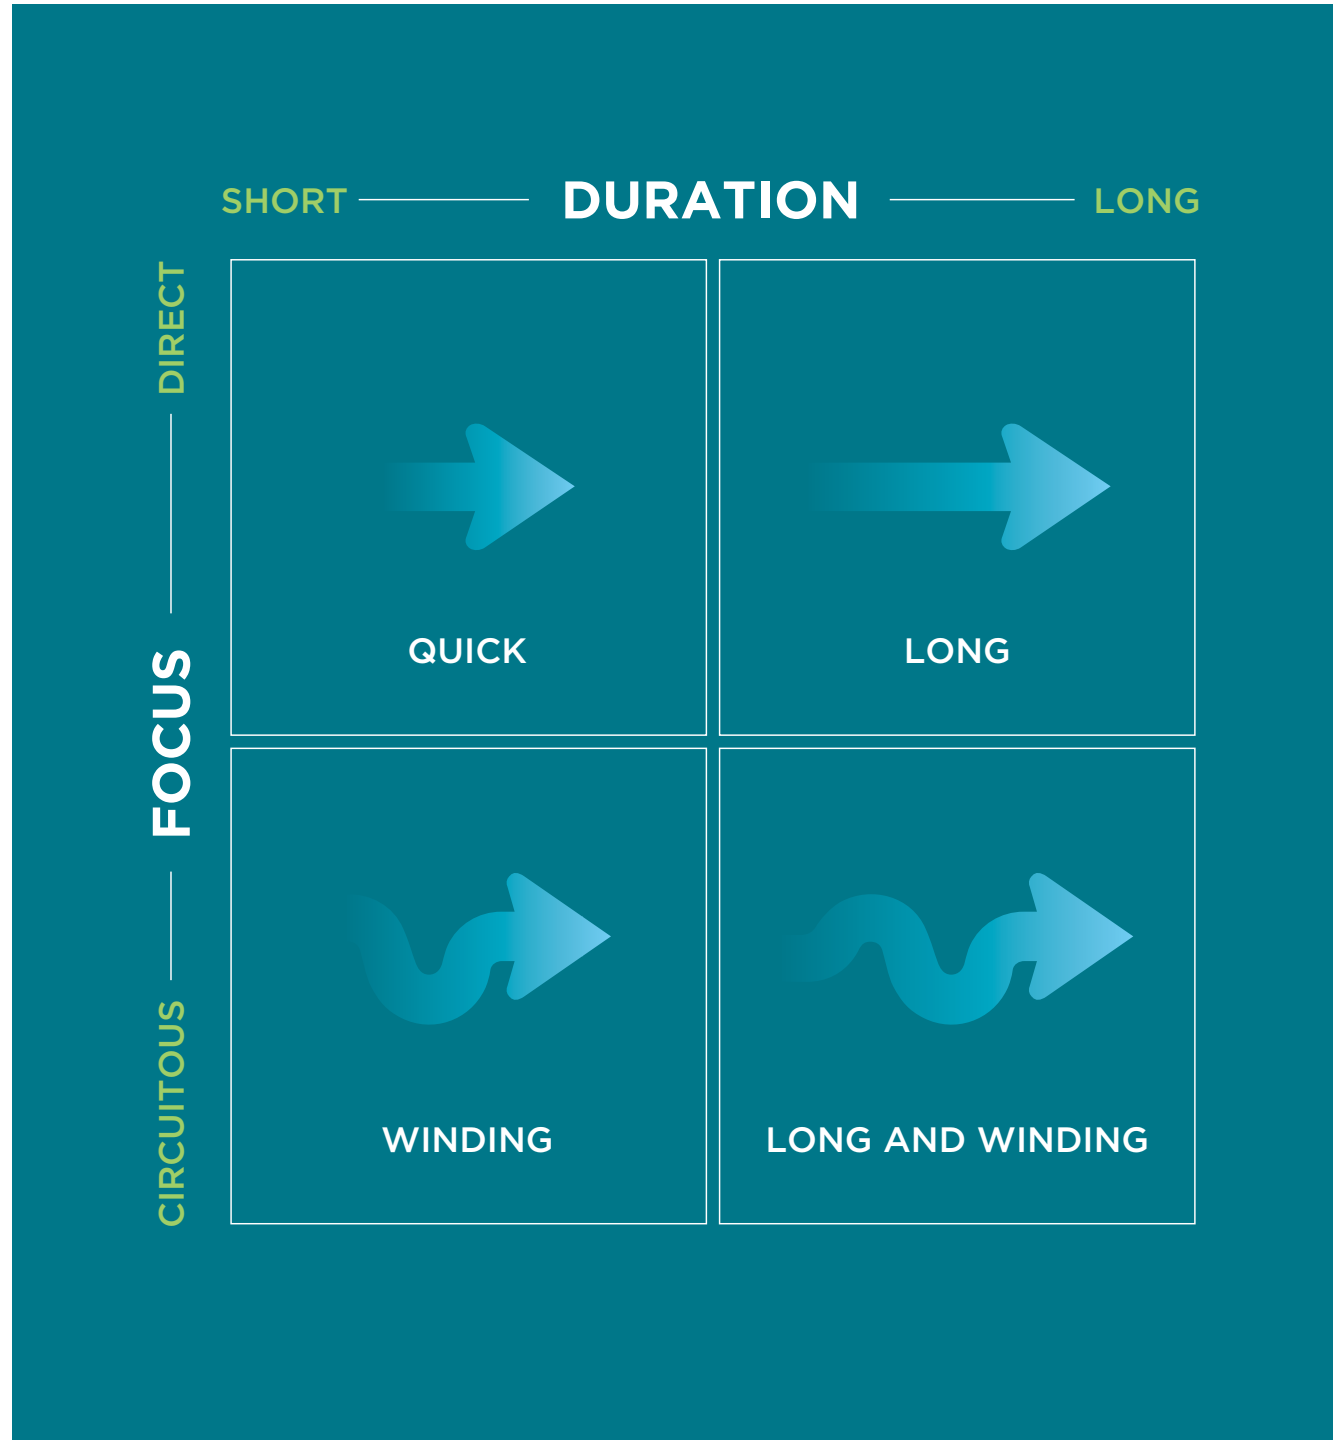 SHORT DURATION LONG
DIRECT
FOCUS
CIRCUITOUS
QUICK
LONG
WINDING
LONG AND WINDING